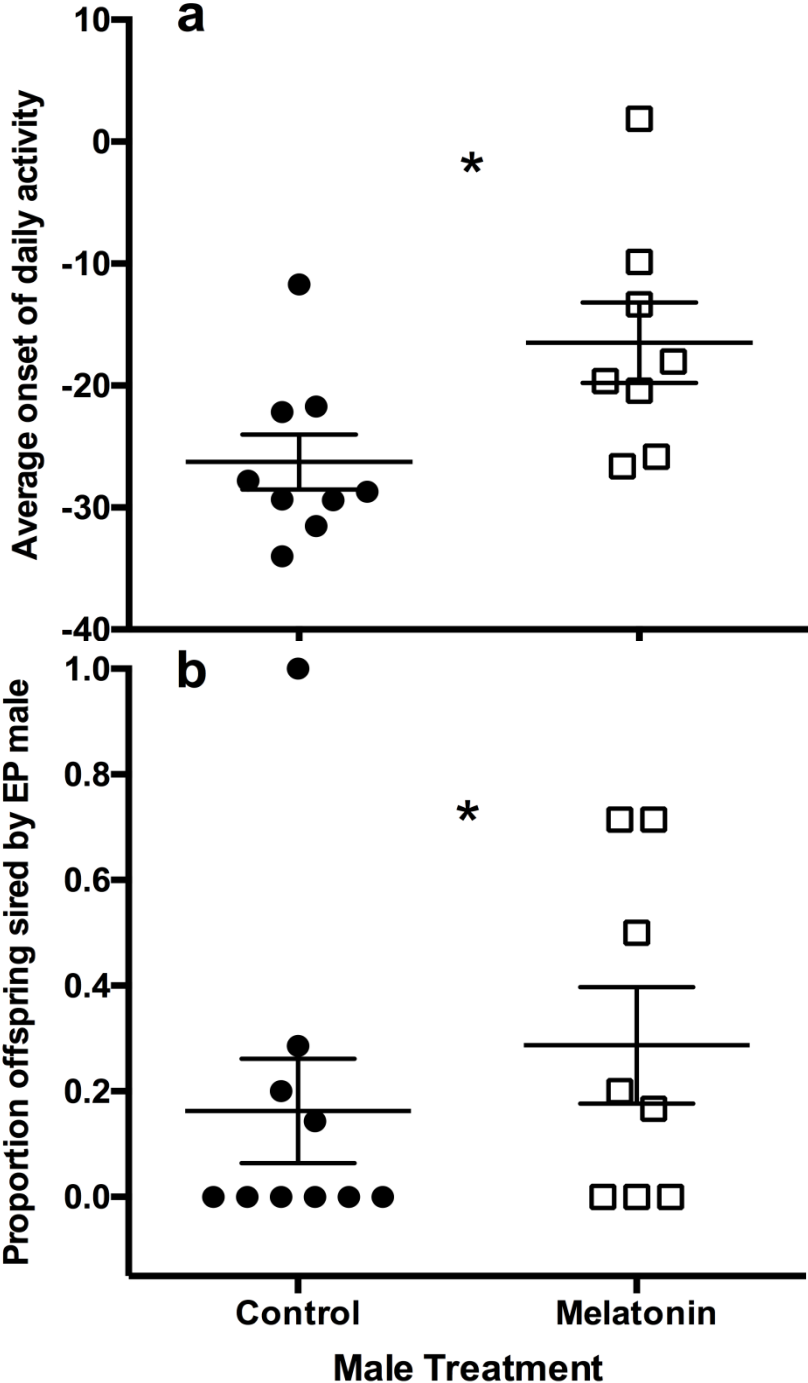 a
Average onset of daily activity
10
0
-10
-20
-30
-40
*
b
Proportion offspring sired by EP male
1.0
0.8
0.6
0.4
0.2
0.0
*
Control Melatonin
Male Treatment